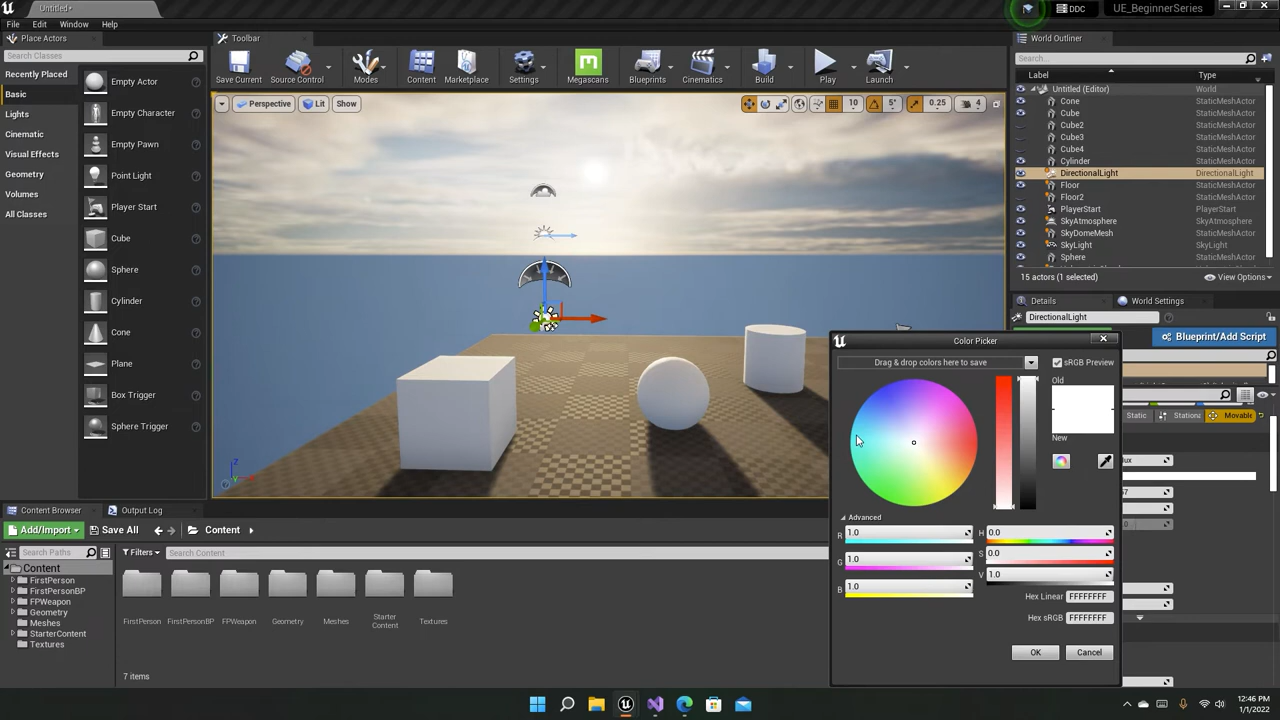 Untitled*
DDC
UE_BeginnerSeries
File Edit Window Help
Place Actors
Search Classes
Recently Placed
Basic
Lights
Cinematic
Visual Effects
Geometry
Volumes
All Classes
Empty Actor
Empty Character
Empty Pawn
Point Light
Player Start
Cube
Sphere
Cylinder
Cone
Plane
Box Trigger
Sphere Trigger
Toolbar
Save Current
Source Control
Modes
Content
Marketplace
Settings
Megascans
Blueprints
Cinematics
Build
Play
Launch
Perspective Lit Show
10 5° 0.25 4
World Outliner
Search...
Label Type
Untitled (Editor) World
Cone StaticMeshActor
Cube StaticMeshActor
Cube2 StaticMeshActor
Cube3 StaticMeshActor
Cube4 StaticMeshActor
Cylinder StaticMeshActor
DirectionalLight DirectionalLight
Floor StaticMeshActor
Floor2 StaticMeshActor
PlayerStart PlayerStart
SkyAtmosphere SkyAtmosphere
SkyDomeMesh StaticMeshActor
SkyLight SkyLight
Sphere StaticMeshActor
15 actors (1 selected) View Options
Details World Settings
DirectionalLight
Blueprint/Add Script
Static Stationa Movable
lux
Color Picker
Drag & drop colors here to save
sRGB Preview
Old
New
Advanced
R 1.0
G 1.0
B 1.0
H 0.0
S 0.0
V 1.0
Hex Linear FFFFFFFF
Hex sRGB FFFFFFFF
OK Cancel
Z
Content Browser Output Log
Add/Import Save All Content
Search Paths
Filters Search Content
Content
FirstPerson
FirstPersonBP
FPWeapon
Geometry
Meshes
StarterContent
Textures
FirstPerson FirstPersonBP FPWeapon Geometry Meshes Starter Content Textures
7 items
12:46 PM
1/1/2022